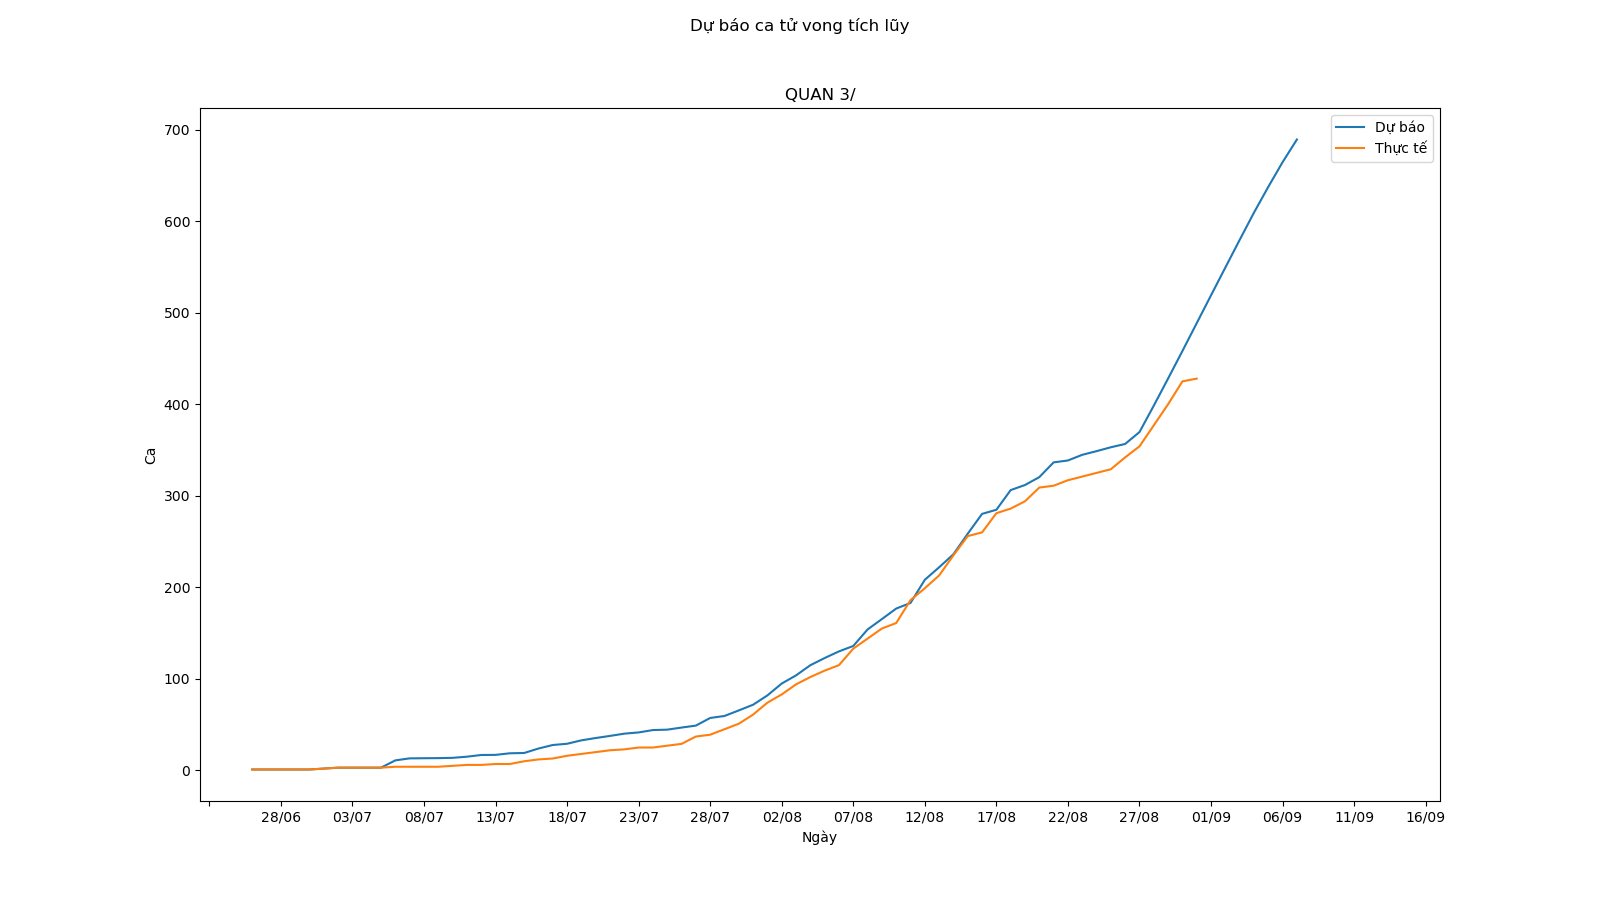 Dự báo ca tử vong tích lũy
QUAN 3/
Dự báo
Thực tế
700
600
500
400
300
200
100
0
Ca
28/06 03/07 08/07 13/07 18/07 23/07 28/07 02/08 07/08 12/08 17/08 22/08 27/08 01/09 06/09 11/09 16/09
Ngày